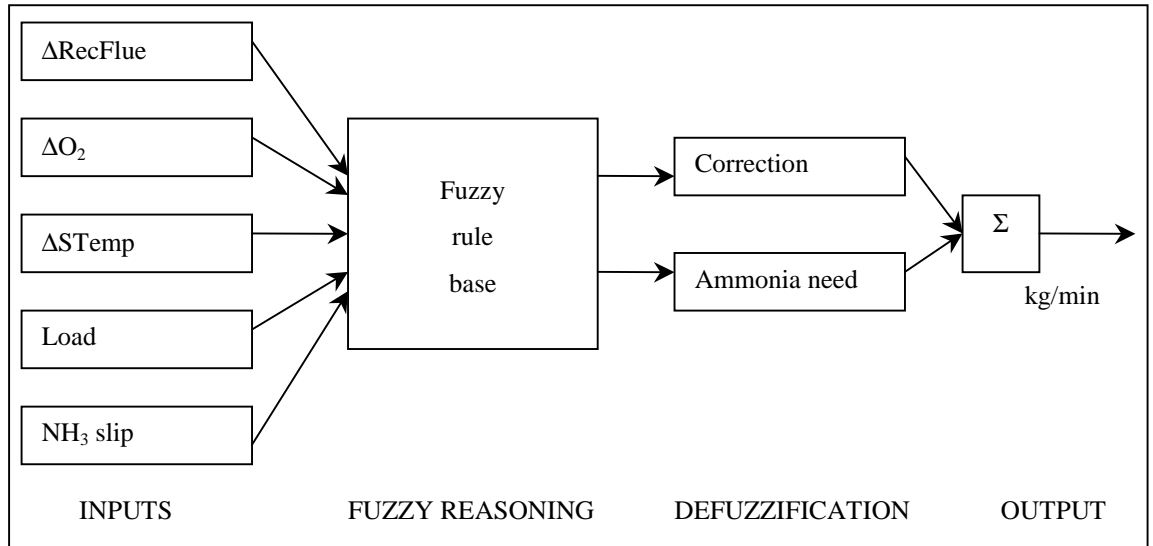 ΔRecFlue
ΔO₂
ΔSTemp
Load
NH₃ slip
Fuzzy
rule
base
Correction
Ammonia need
Σ
kg/min
INPUTS
FUZZY REASONING
DEFUZZIFICATION
OUTPUT